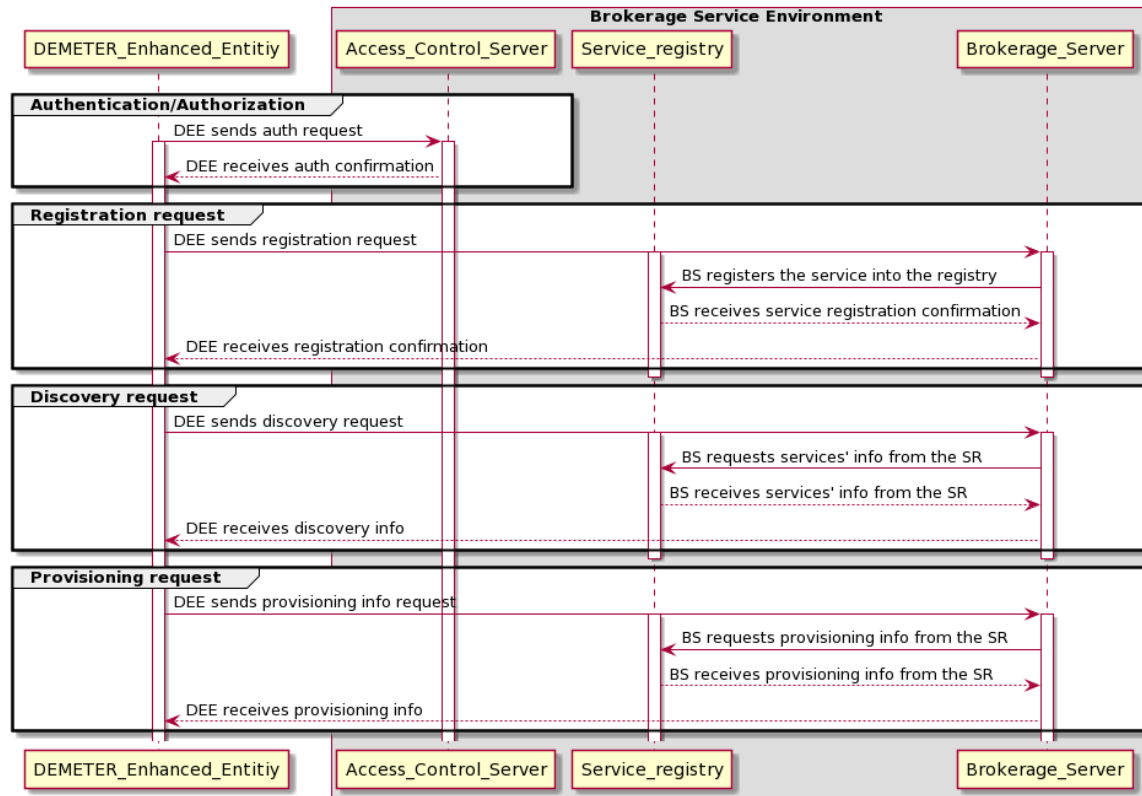 Brokerage Service Environment
DEMETER_Enhanced_Entitiy
Access_Control_Server
Service_registry
Brokerage_Server
Authentication/Authorization
DEE sends auth request
DEE receives auth confirmation
Registration request
DEE sends registration request
BS registers the service into the registry
BS receives service registration confirmation
DEE receives registration confirmation
Discovery request
DEE sends discovery request
BS requests services' info from the SR
BS receives services' info from the SR
DEE receives discovery info
Provisioning request
DEE sends provisioning info request
BS requests provisioning info from the SR
BS receives provisioning info from the SR
DEE receives provisioning info
DEMETER_Enhanced_Entitiy
Access_Control_Server
Service_registry
Brokerage_Server